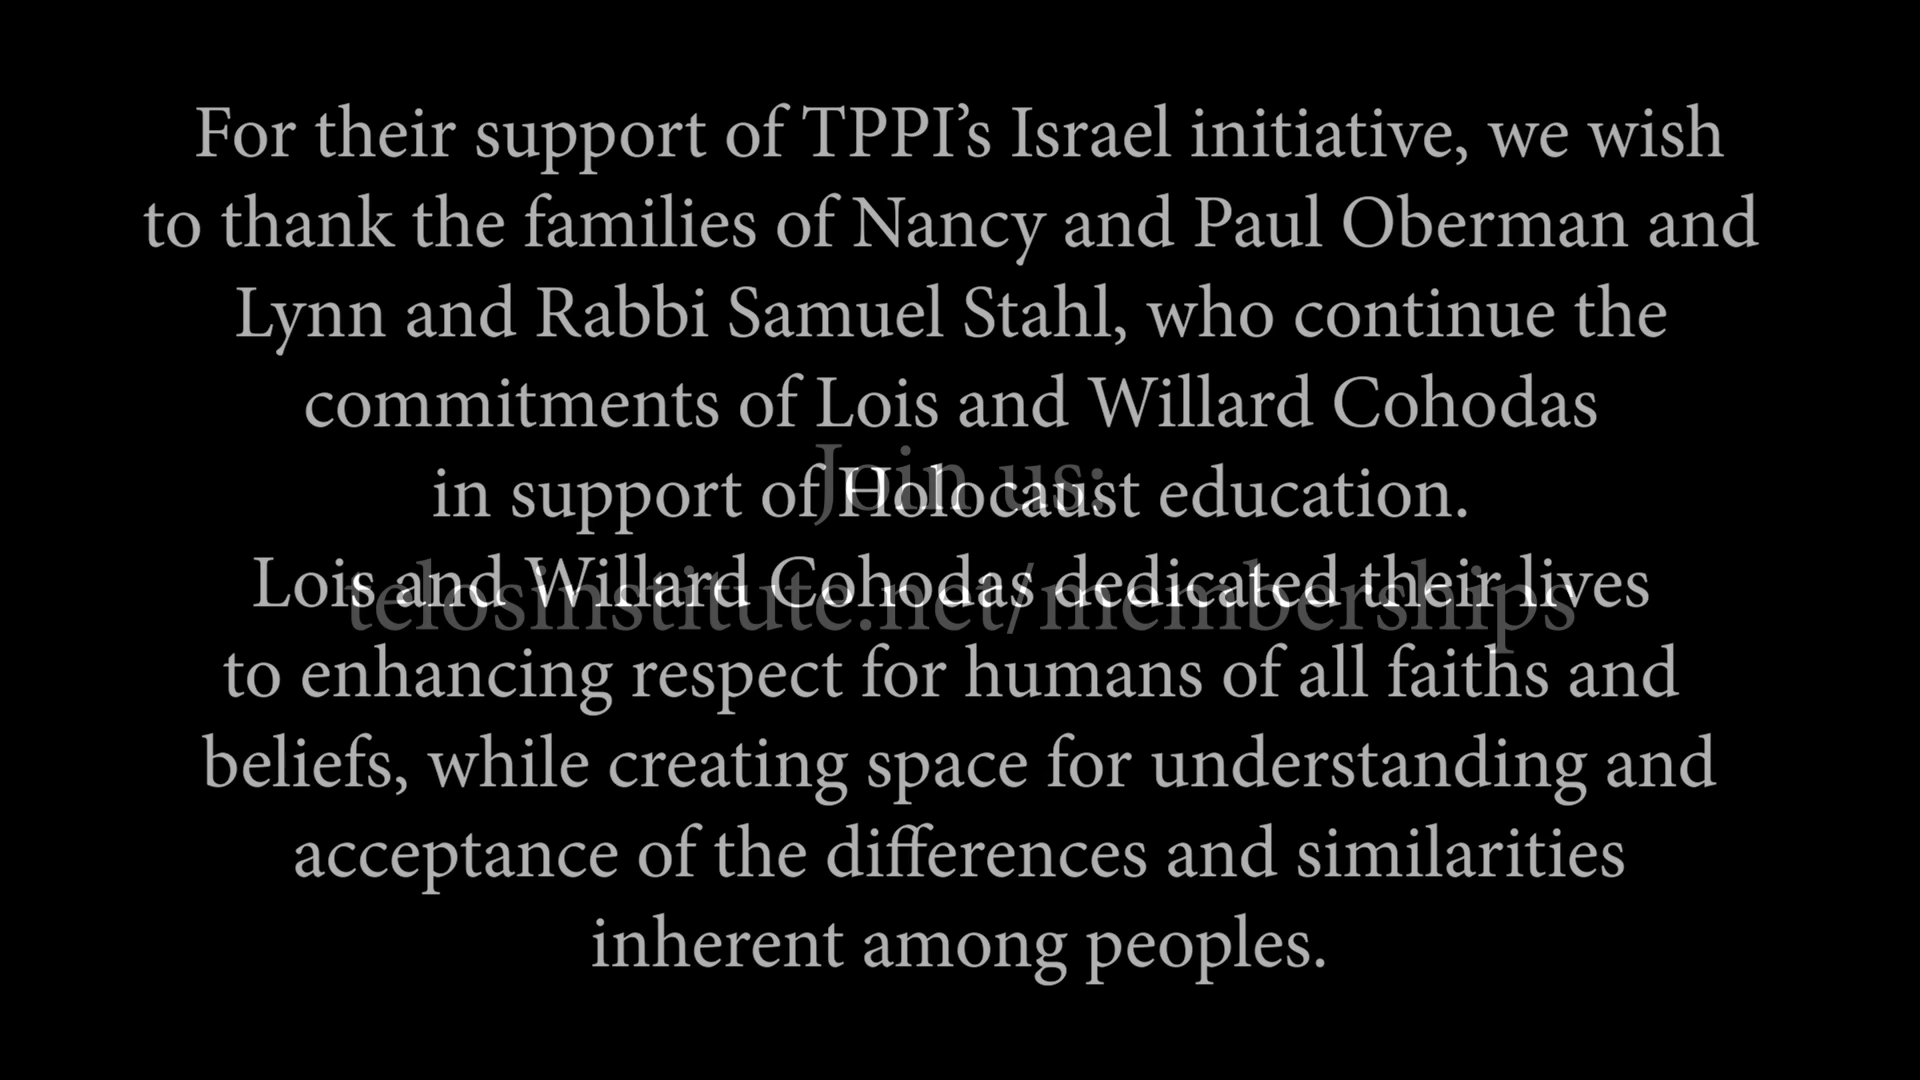 For their support of TPPI’s Israel initiative, we wish
to thank the families of Nancy and Paul Oberman and
Lynn and Rabbi Samuel Stahl, who continue the
commitments of Lois and Willard Cohodas
Join us:
in support of Holocaust education.
Lois and Willard Cohodas dedicated their lives
telosinstitute.net/memberships
to enhancing respect for humans of all faiths and
beliefs, while creating space for understanding and
acceptance of the differences and similarities
inherent among peoples.